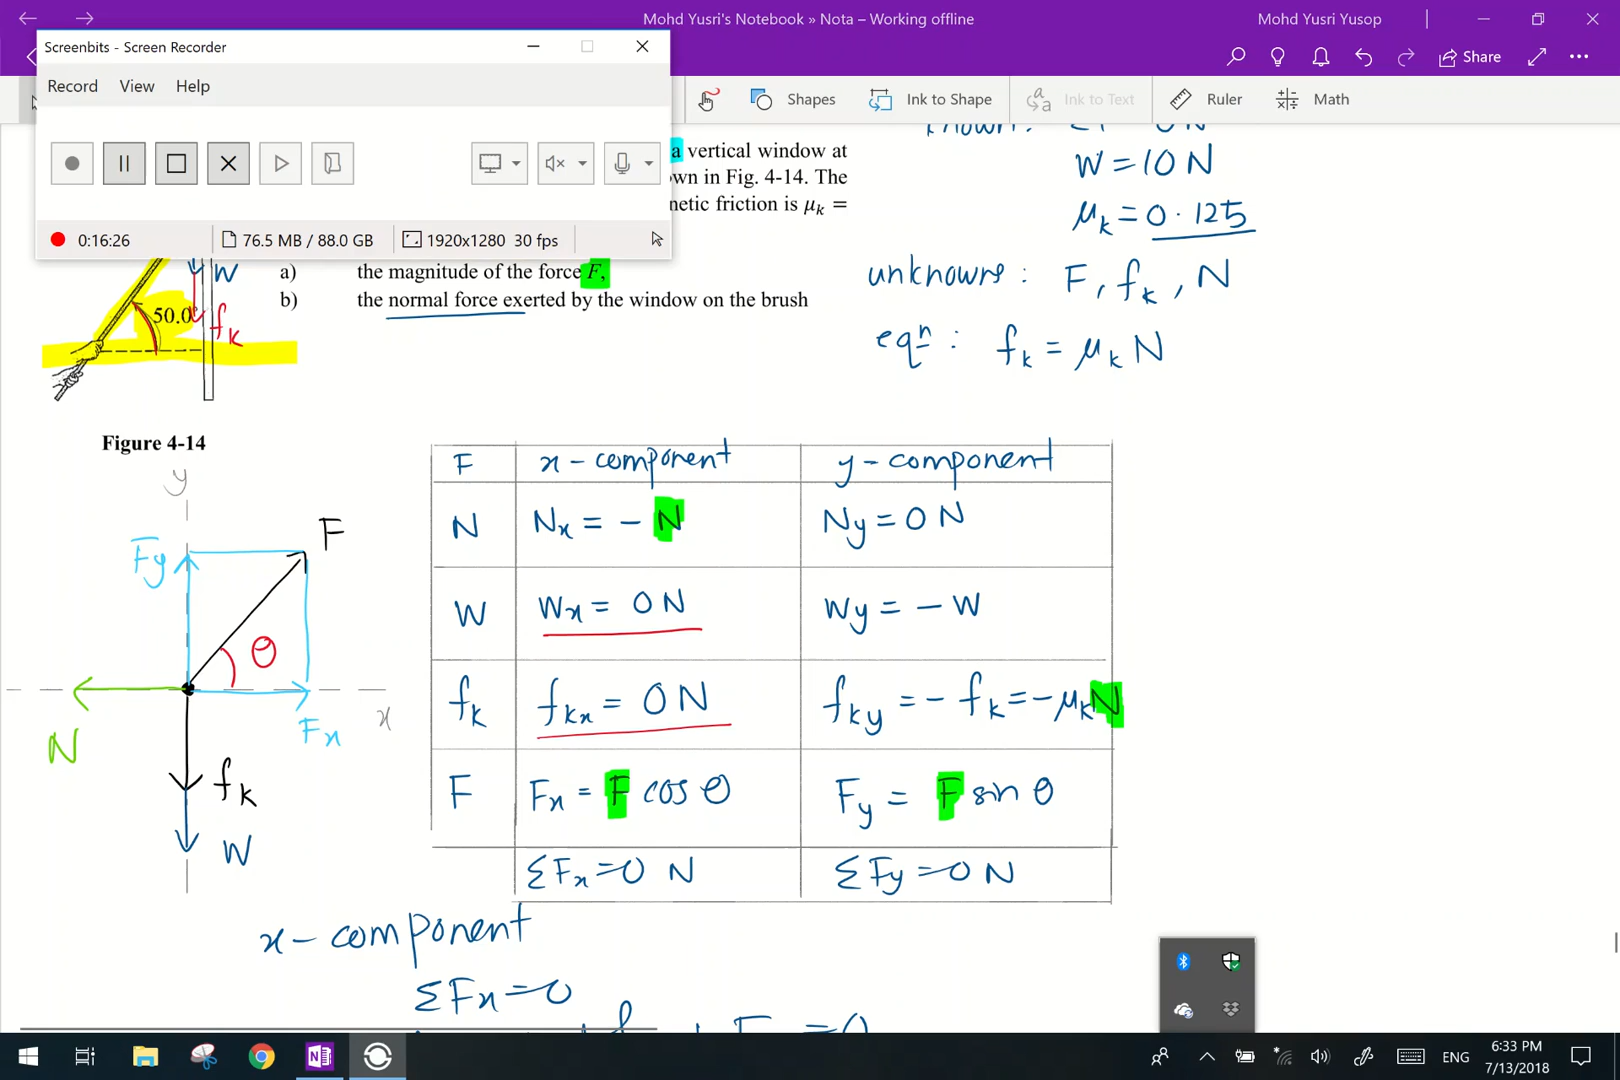 Mohd Yusri's Notebook » Nota – Working offline
Mohd Yusri Yusop
Screenbits - Screen Recorder
Record View Help
Share
Shapes
Ink to Shape
Ink to Text
Ruler
Math
0:16:26
76.5 MB / 88.0 GB
1920x1280 30 fps
a vertical window at
wn in Fig. 4-14. The
netic friction is μk =
a) the magnitude of the force F,
b) the normal force exerted by the window on the brush
W
50.0
fk
W = 10 N
μk = 0.125
unknowns : F, fk, N
eqn : fk = μk N
Figure 4-14
y
F
Fy
θ
N
Fx
x
fk
W
F x-component y-component
N Nx = - N Ny = 0 N
W Wx = 0 N Wy = - W
fk fkx = 0 N fky = - fk = - μk N
F Fx = F cos θ Fy = F sin θ
ΣFx = 0 N ΣFy = 0 N
x-component
ΣFx = 0
ENG
6:33 PM
7/13/2018